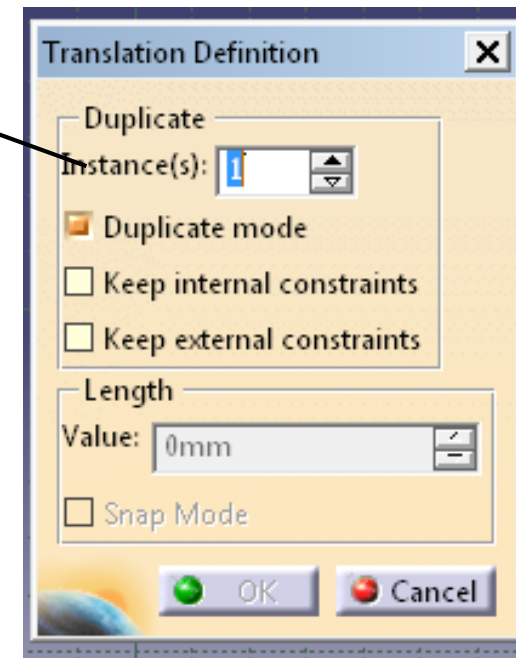 Translation Definition
Duplicate
Instance(s): 1
Duplicate mode
Keep internal constraints
Keep external constraints
Length
Value: 0mm
Snap Mode
OK Cancel